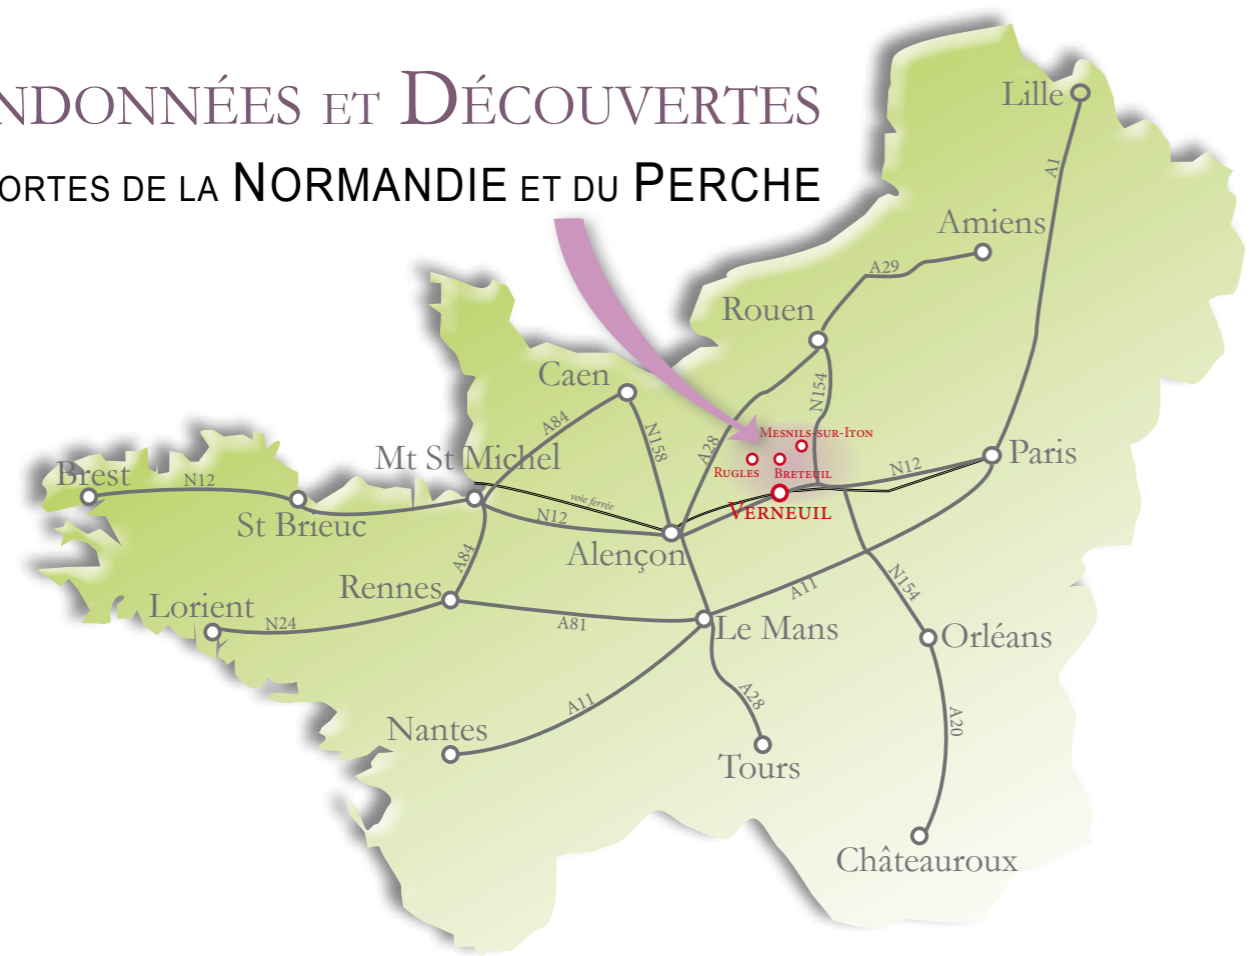 NDONNÉES ET DÉCOUVERTES
ORTES DE LA NORMANDIE ET DU PERCHE
Lille
A1
Amiens
A29
Rouen
N154
Caen
A84
N158
A28
MESNILS-SUR-ITON
RUGLES
BRETEUIL
VERNEUIL
N12
Paris
Mt St Michel
Brest
N12
St Brieuc
voie ferrée
N12
Alençon
A84
Rennes
Lorient
N24
A81
A11
Le Mans
N154
Orléans
A11
A28
A20
Nantes
Tours
Châteauroux